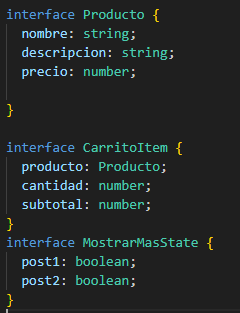 interface Producto {
nombre: string;
descripcion: string;
precio: number;
}
interface CarritoItem {
producto: Producto;
cantidad: number;
subtotal: number;
}
interface MostrarMasState {
post1: boolean;
post2: boolean;
}